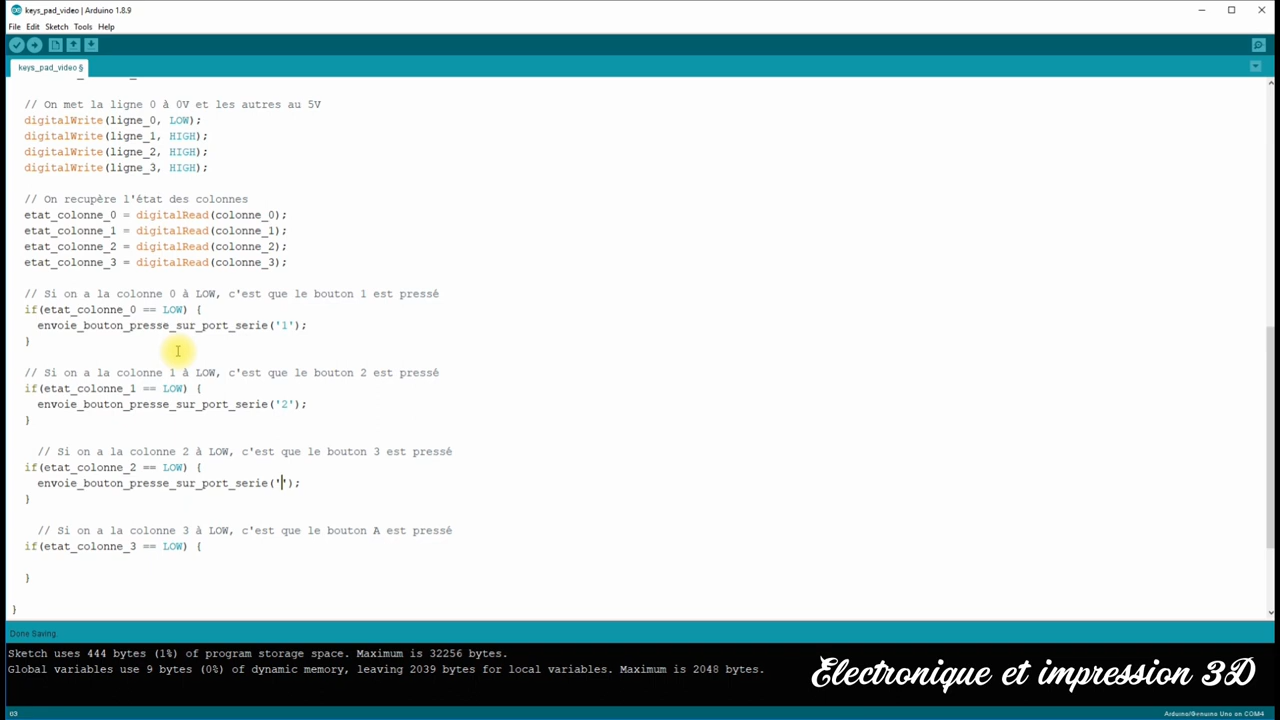 keys_pad_video | Arduino 1.8.9
File Edit Sketch Tools Help
keys_pad_video §
// On met la ligne 0 à 0V et les autres au 5V
digitalWrite(ligne_0, LOW);
digitalWrite(ligne_1, HIGH);
digitalWrite(ligne_2, HIGH);
digitalWrite(ligne_3, HIGH);
// On recupère l'état des colonnes
etat_colonne_0 = digitalRead(colonne_0);
etat_colonne_1 = digitalRead(colonne_1);
etat_colonne_2 = digitalRead(colonne_2);
etat_colonne_3 = digitalRead(colonne_3);
// Si on a la colonne 0 à LOW, c'est que le bouton 1 est pressé
if(etat_colonne_0 == LOW) {
envoie_bouton_presse_sur_port_serie('1');
}
// Si on a la colonne 1 à LOW, c'est que le bouton 2 est pressé
if(etat_colonne_1 == LOW) {
envoie_bouton_presse_sur_port_serie('2');
}
// Si on a la colonne 2 à LOW, c'est que le bouton 3 est pressé
if(etat_colonne_2 == LOW) {
envoie_bouton_presse_sur_port_serie('');
}
// Si on a la colonne 3 à LOW, c'est que le bouton A est pressé
if(etat_colonne_3 == LOW) {
}
}
Done Saving.
Sketch uses 444 bytes (1%) of program storage space. Maximum is 32256 bytes.
Global variables use 9 bytes (0%) of dynamic memory, leaving 2039 bytes for local variables. Maximum is 2048 bytes.
Electronique et impression 3D
63
Arduino/Genuino Uno on COM4